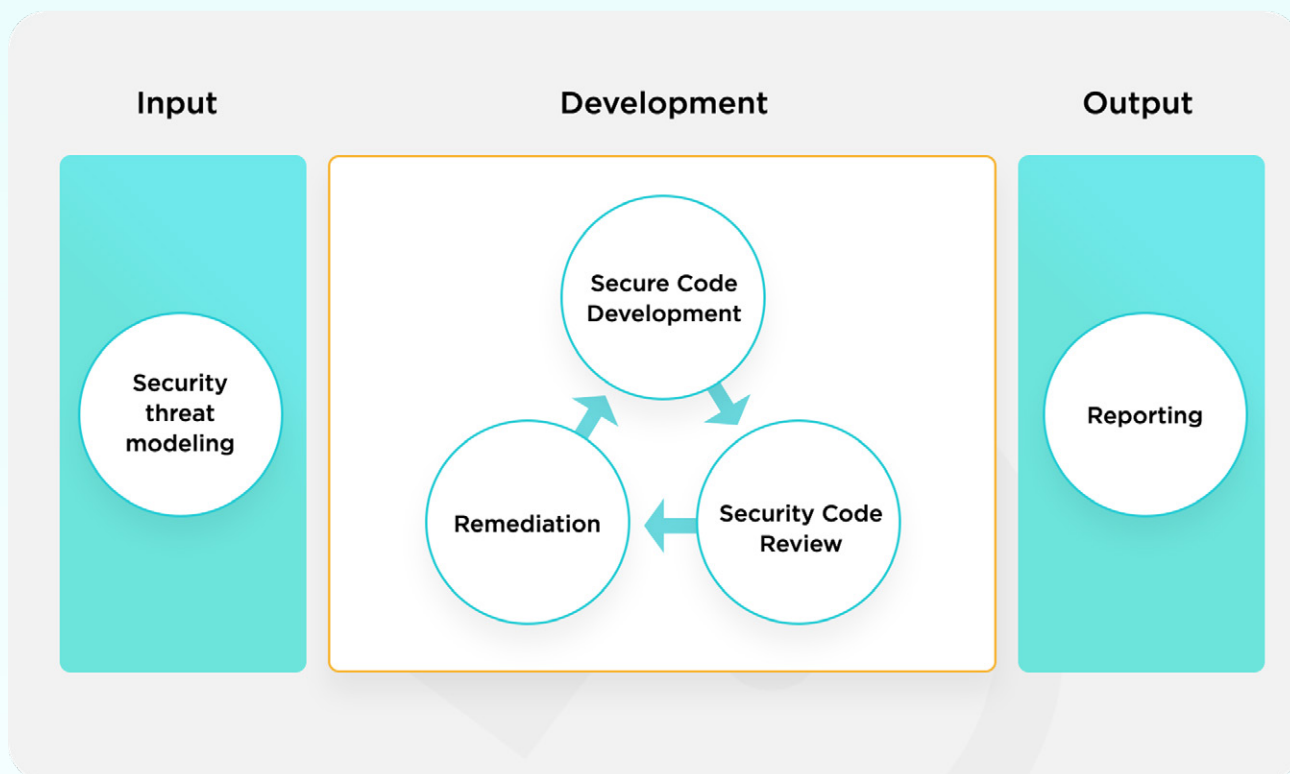 Input
Development
Output
Security
threat
modeling
Secure Code
Development
Security Code
Review
Remediation
Reporting